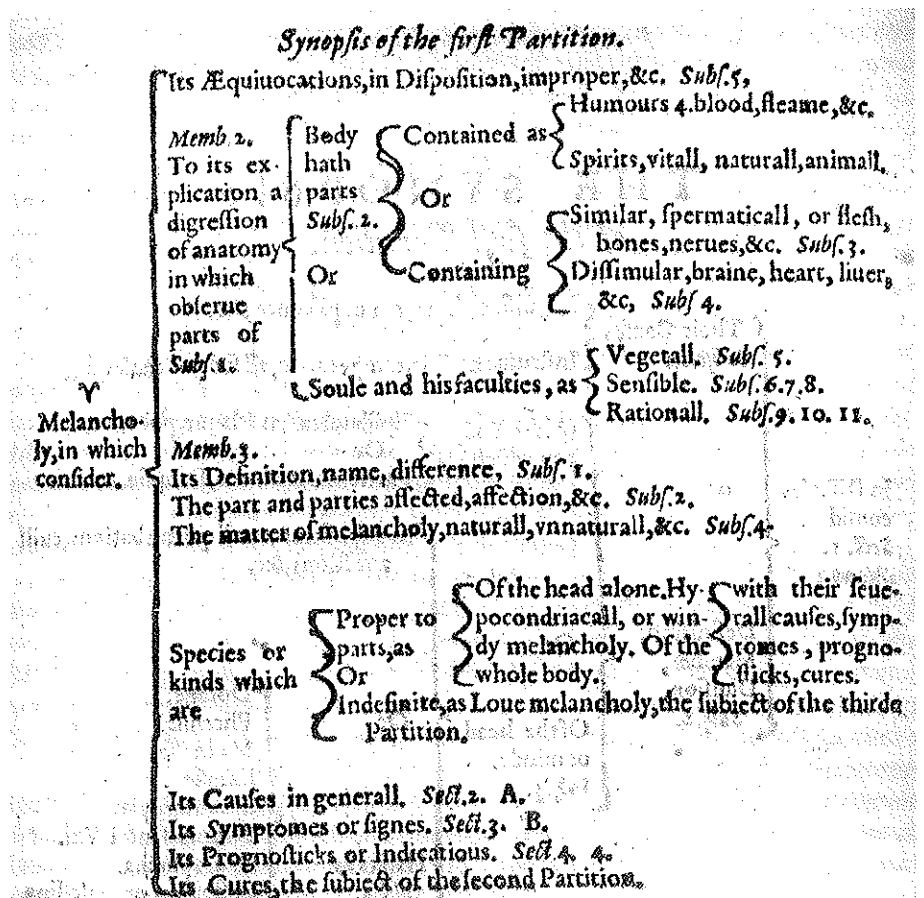 Synopſis of the firſt Partition.
Its Æquiuocations, in Diſpoſition, improper, &c. Subſ. 5,
Memb. 2.
To its ex-
plication a
digreſſion
of anatomy
in which
obſerue
parts of
Subſ. 1.
Body
hath
parts
Subſ. 2.
Contained as
Humours 4. blood, fleame, &c.
Spirits, vitall, naturall, animall.
Or
Containing
Similar, ſpermaticall, or fleſh,
bones, nerues, &c. Subſ. 3.
Diſſimular, braine, heart, liuer,
&c, Subſ 4.
Or
Soule and his faculties, as
Vegetall. Subſ. 5.
Senſible. Subſ. 6. 7. 8.
Rationall. Subſ. 9. 10. 11.
♈
Melancho-
ly, in which
conſider.
Memb. 3.
Its Definition, name, difference, Subſ. 1.
The part and parties affected, affection, &c. Subſ. 2.
The matter of melancholy, naturall, vnnaturall, &c. Subſ. 4.
Species or
kinds which
are
Proper to
parts, as
Of the head alone. Hy-
pocondriacall, or win-
dy melancholy. Of the
whole body.
with their ſeue-
rall cauſes, ſymp-
tomes, progno-
ſticks, cures.
Or
Indefinite, as Loue melancholy, the ſubiect of the thirde
Partition.
Its Cauſes in generall. Sect. 2. A.
Its Symptomes or ſignes. Sect. 3. B.
Its Prognoſticks or Indicatious. Sect 4. 4.
Its Cures, the ſubiect of the ſecond Partition.